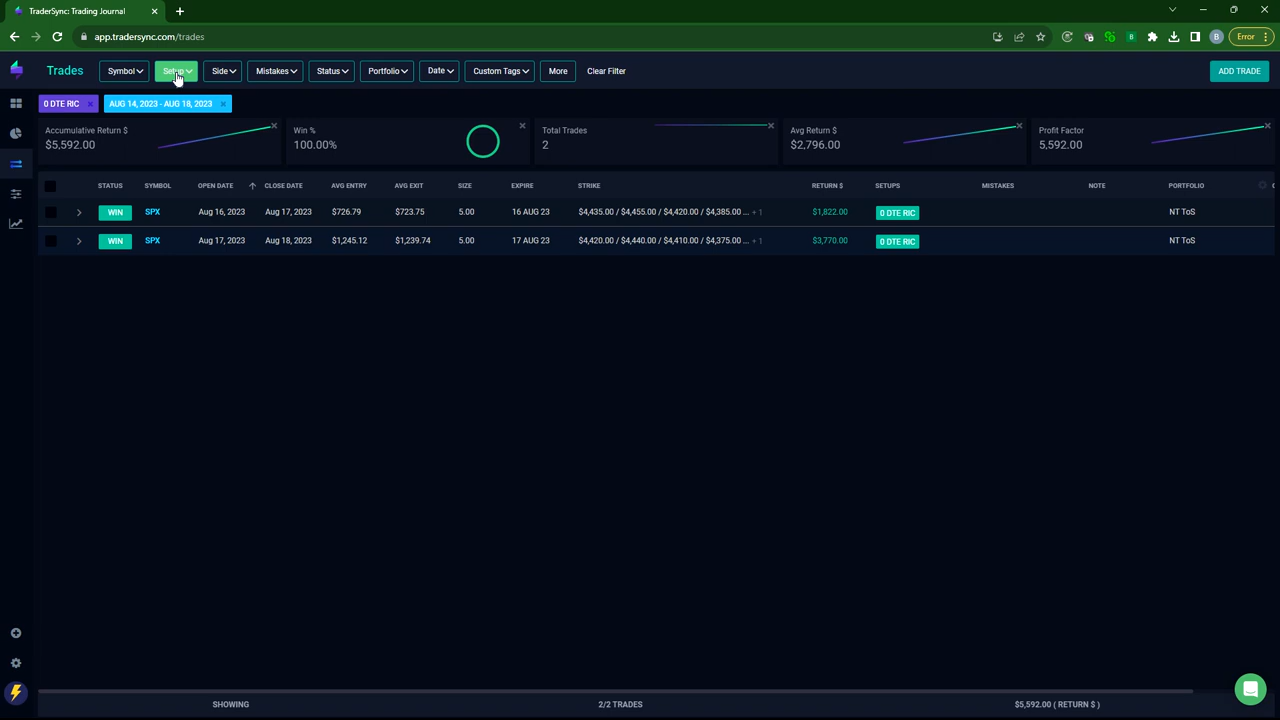 TraderSync: Trading Journal
app.tradersync.com/trades
B
B
Error
Trades
Symbol
Setup
Side
Mistakes
Status
Portfolio
Date
Custom Tags
More
Clear Filter
ADD TRADE
0 DTE RIC ×
AUG 14, 2023 - AUG 18, 2023 ×
Accumulative Return $
$5,592.00
Win %
100.00%
Total Trades
2
Avg Return $
$2,796.00
Profit Factor
5,592.00
STATUS SYMBOL OPEN DATE CLOSE DATE AVG ENTRY AVG EXIT SIZE EXPIRE STRIKE RETURN $ SETUPS MISTAKES NOTE PORTFOLIO
WIN SPX Aug 16, 2023 Aug 17, 2023 $726.79 $723.75 5.00 16 AUG 23 $4,435.00 / $4,455.00 / $4,420.00 / $4,385.00 ... + 1 $1,822.00 0 DTE RIC NT ToS
WIN SPX Aug 17, 2023 Aug 18, 2023 $1,245.12 $1,239.74 5.00 17 AUG 23 $4,420.00 / $4,440.00 / $4,410.00 / $4,375.00 ... + 1 $3,770.00 0 DTE RIC NT ToS
SHOWING 2/2 TRADES $5,592.00 ( RETURN $ )